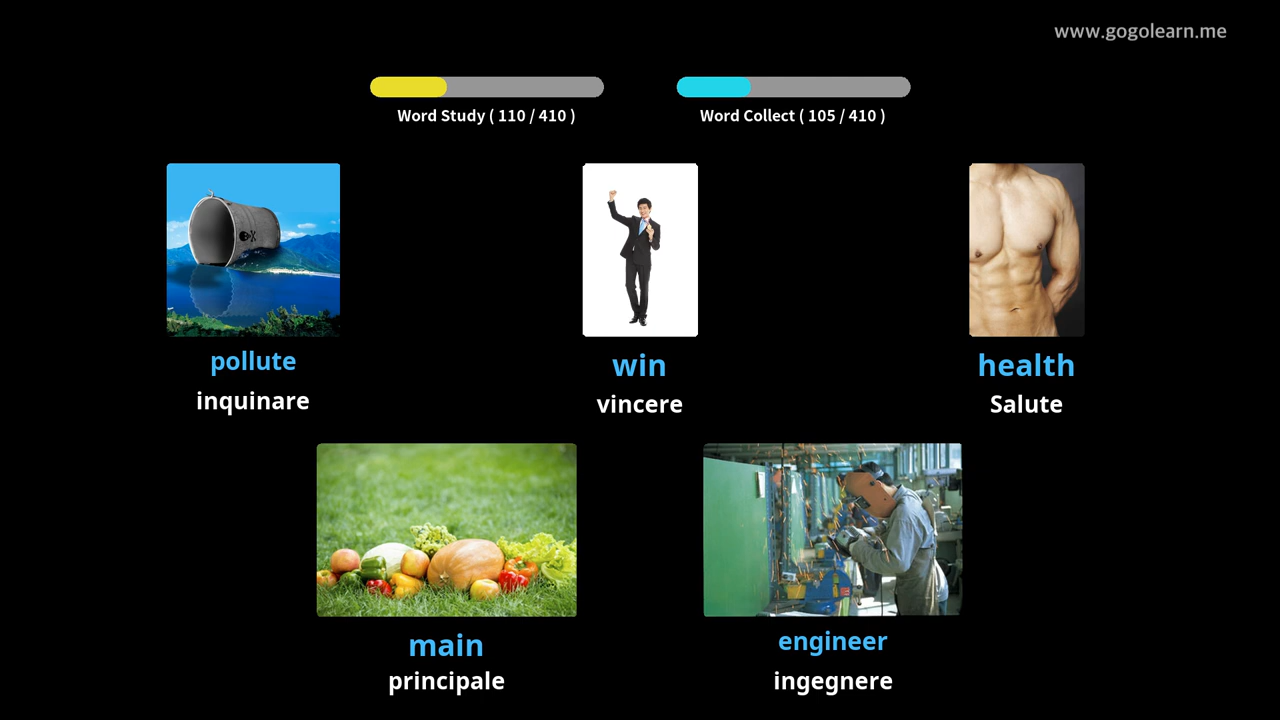 www.gogolearn.me
Word Study ( 110 / 410 )
Word Collect ( 105 / 410 )
pollute
inquinare
win
vincere
health
Salute
main
principale
engineer
ingegnere